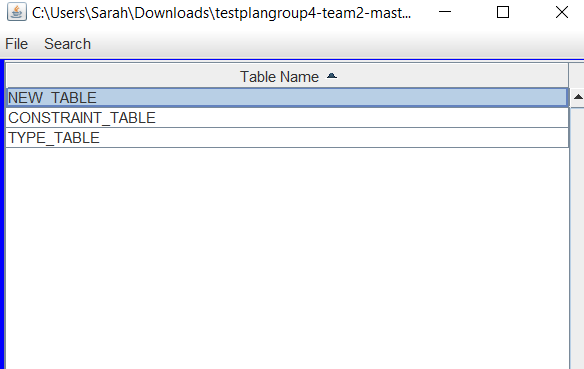 C:\Users\Sarah\Downloads\testplangroup4-team2-mast...
File Search
Table Name
NEW_TABLE
CONSTRAINT_TABLE
TYPE_TABLE